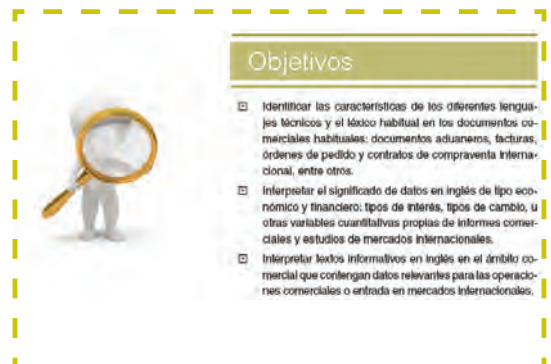 Objetivos
Identificar las características de los diferentes lengua-
jes técnicos y el léxico habitual en los documentos co-
merciales habituales: documentos aduaneros, facturas,
órdenes de pedido y contratos de compraventa interna-
cional, entre otros.
Interpretar el significado de datos en inglés de tipo eco-
nómico y financiero: tipos de interés, tipos de cambio, u
otras variables cuantitativas propias de informes comer-
ciales y estudios de mercados internacionales.
Interpretar textos informativos en inglés en el ámbito co-
mercial que contengan datos relevantes para las operacio-
nes comerciales o entrada en mercados internacionales.